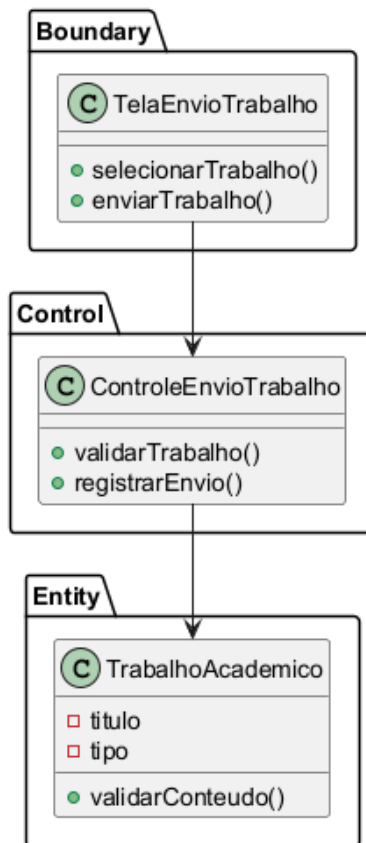 Boundary
C TelaEnvioTrabalho
selecionarTrabalho()
enviarTrabalho()
Control
C ControleEnvioTrabalho
validarTrabalho()
registrarEnvio()
Entity
C TrabalhoAcademico
titulo
tipo
validarConteudo()